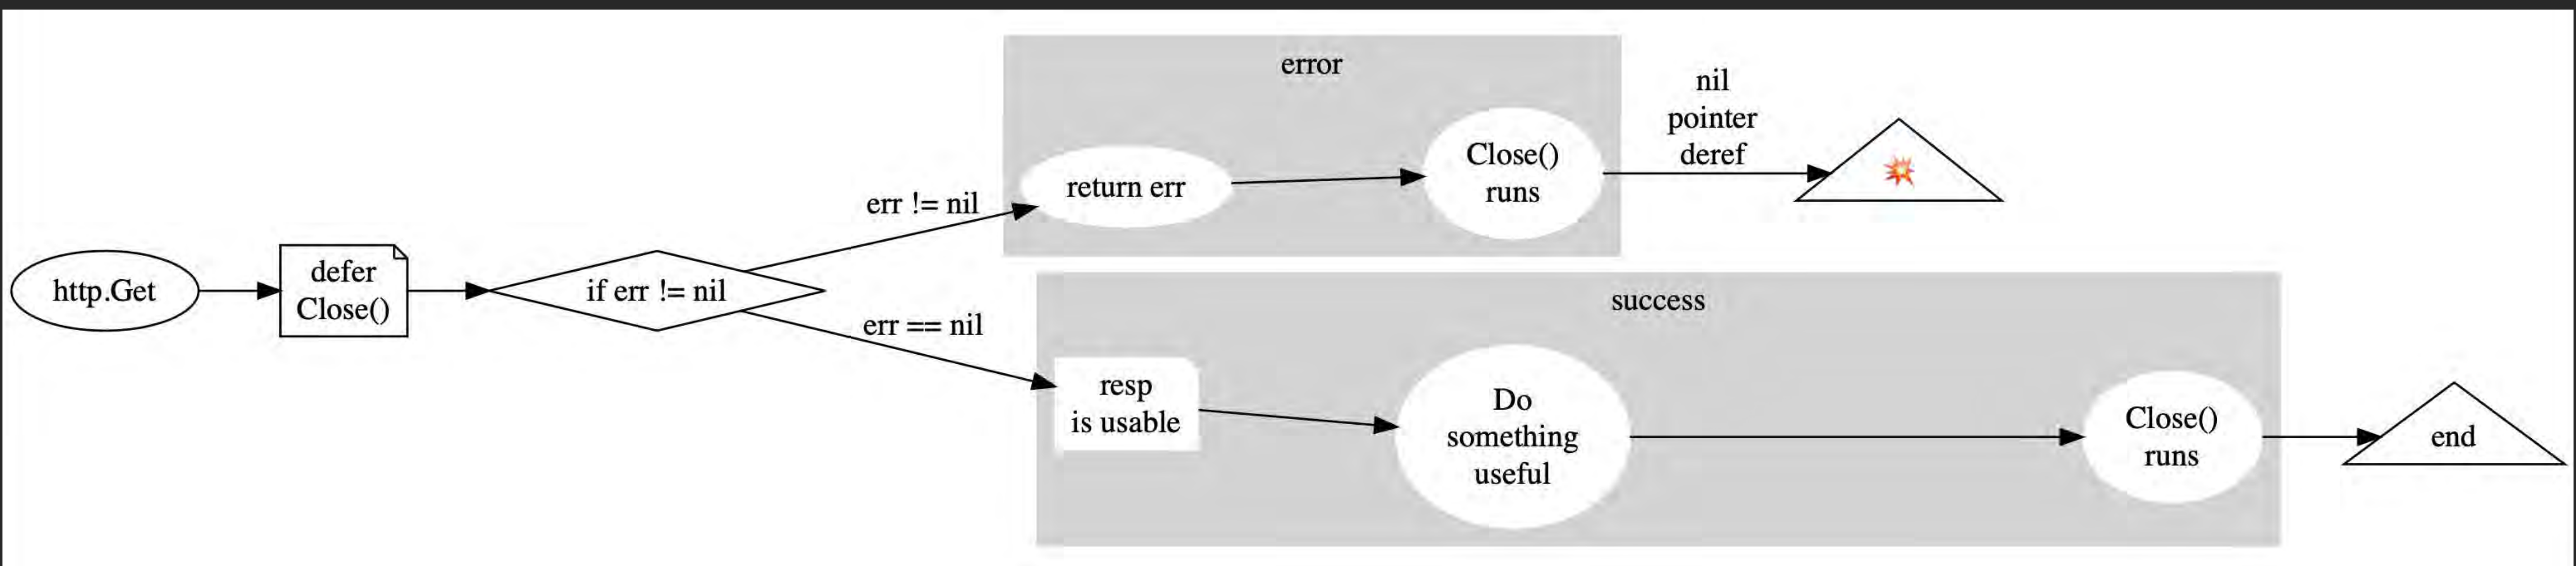 http.Get
defer
Close()
if err != nil
err != nil
err == nil
error
return err
Close()
runs
nil
pointer
deref
success
resp
is usable
Do
something
useful
Close()
runs
end